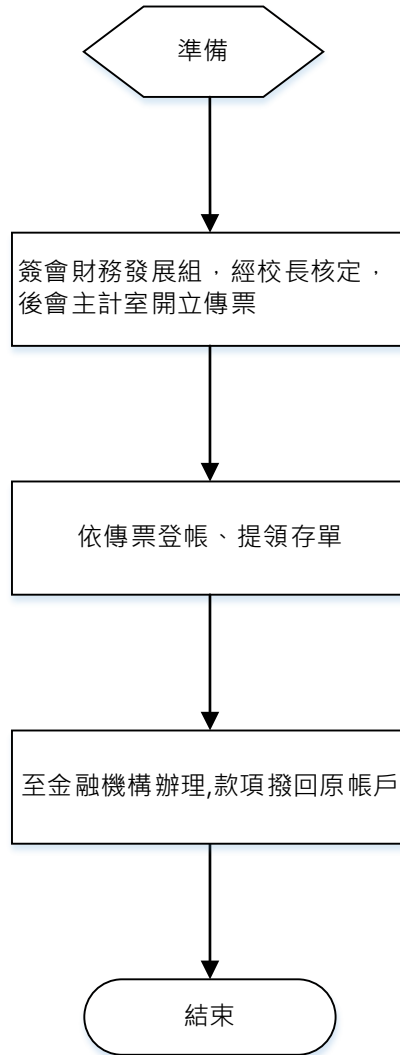 準備
簽會財務發展組，經校長核定，
後會主計室開立傳票
依傳票登帳、提領存單
至金融機構辦理,款項撥回原帳戶
結束